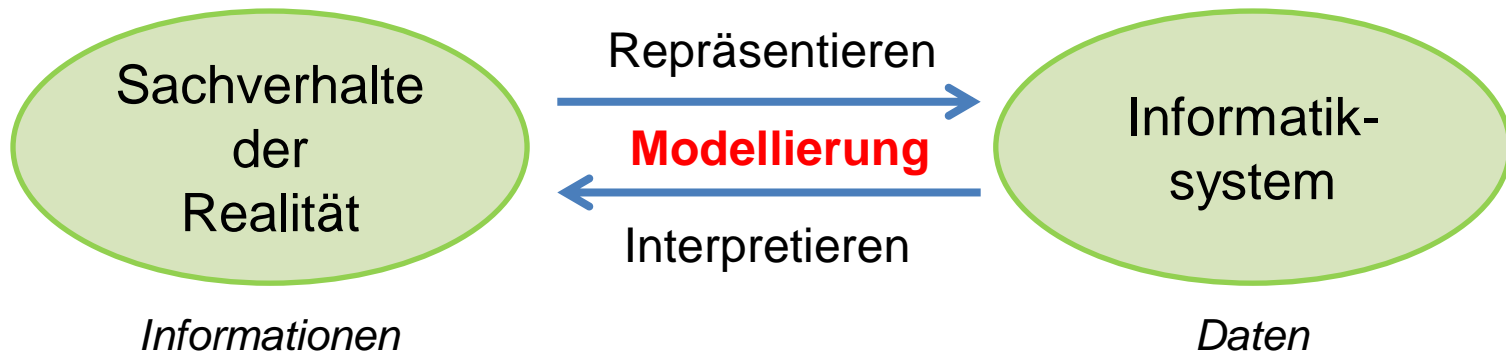 Sachverhalte
der
Realität
Repräsentieren
Modellierung
Interpretieren
Informatik-
system
Informationen
Daten